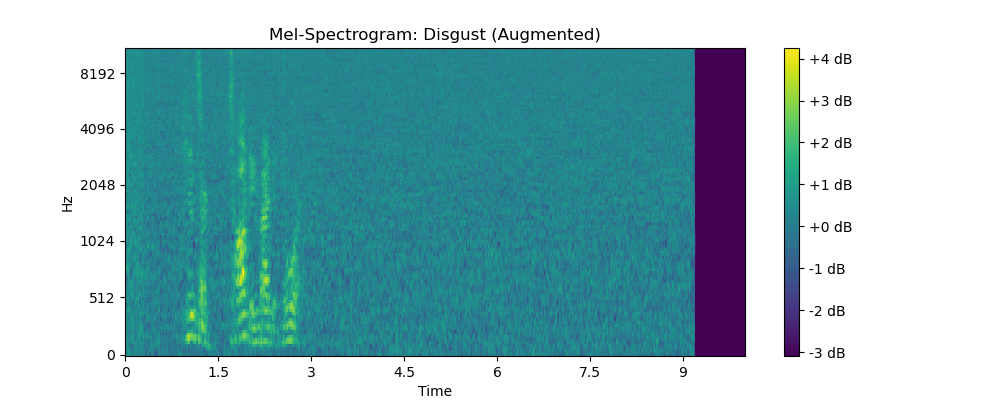 Mel-Spectrogram: Disgust (Augmented)
8192
4096
2048
1024
512
0
Hz
0 1.5 3 4.5 6 7.5 9
Time
+4 dB
+3 dB
+2 dB
+1 dB
+0 dB
-1 dB
-2 dB
-3 dB